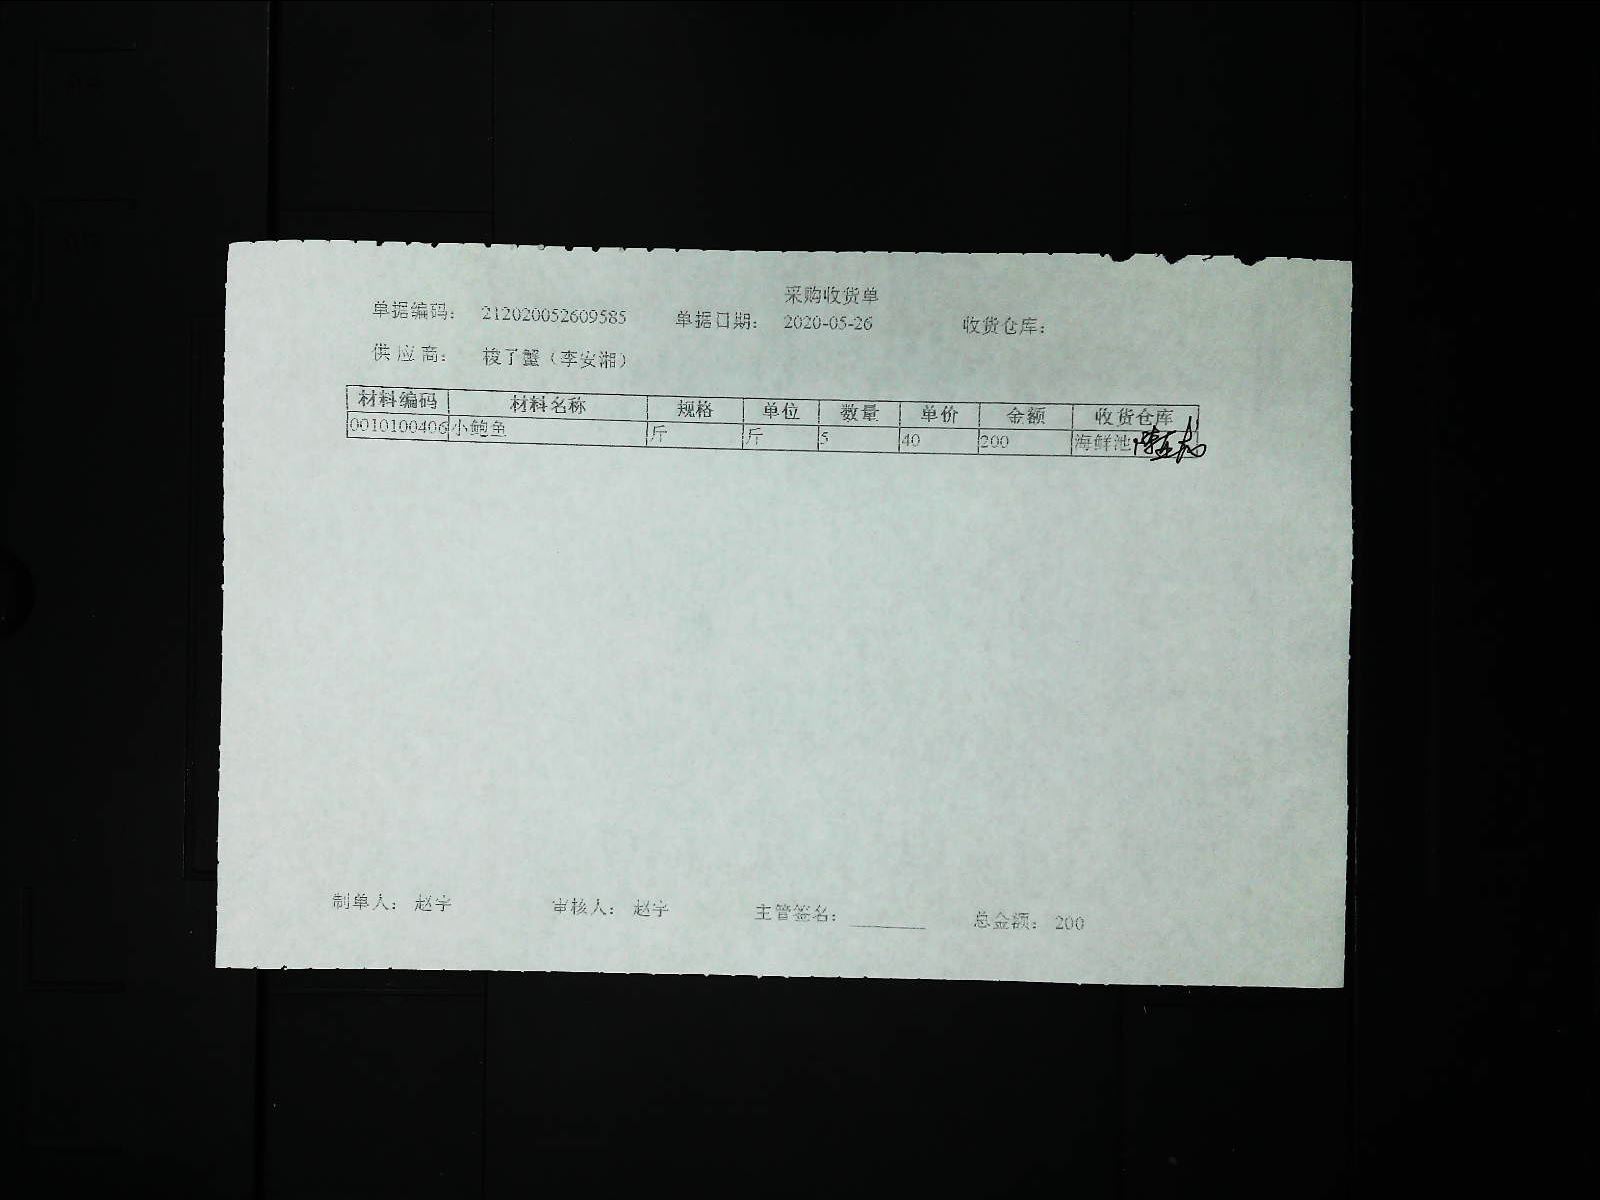 采购收货单
单据编码： 212020052609585 单据日期： 2020-05-26 收货仓库：
供应商： 梭子蟹（李安湘）
材料编码 材料名称 规格 单位 数量 单价 金额 收货仓库
0010100406 小鲍鱼 斤 斤 5 40 200 海鲜池
制单人： 赵宇 审核人： 赵宇 主管签名： 总金额： 200